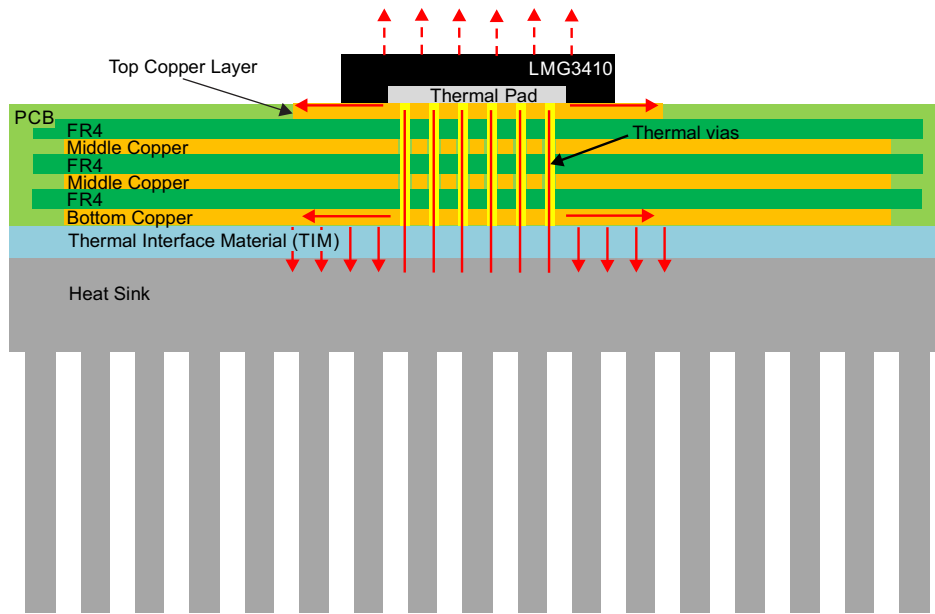 LMG3410
Top Copper Layer
Thermal Pad
PCB
FR4
Thermal vias
Middle Copper
FR4
Middle Copper
FR4
Bottom Copper
Thermal Interface Material (TIM)
Heat Sink